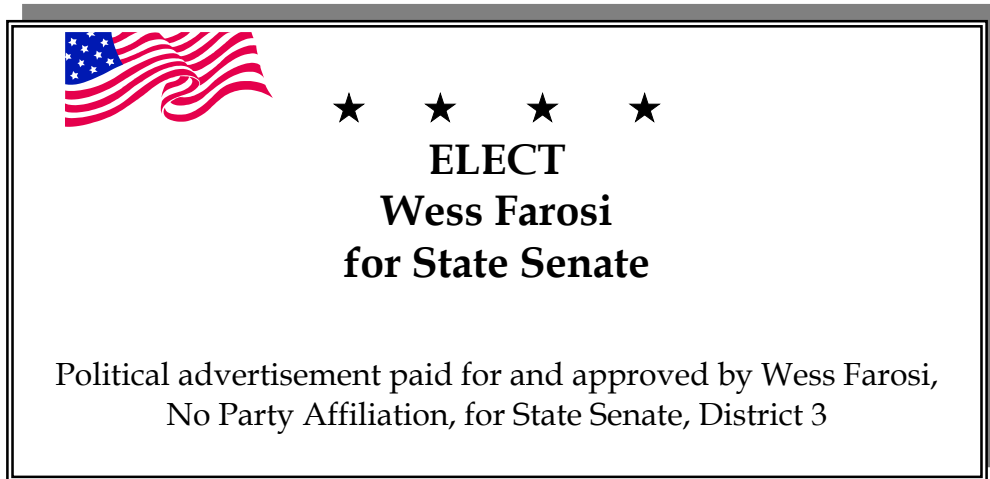 ELECT
Wess Farosi
for State Senate
Political advertisement paid for and approved by Wess Farosi,
No Party Affiliation, for State Senate, District 3